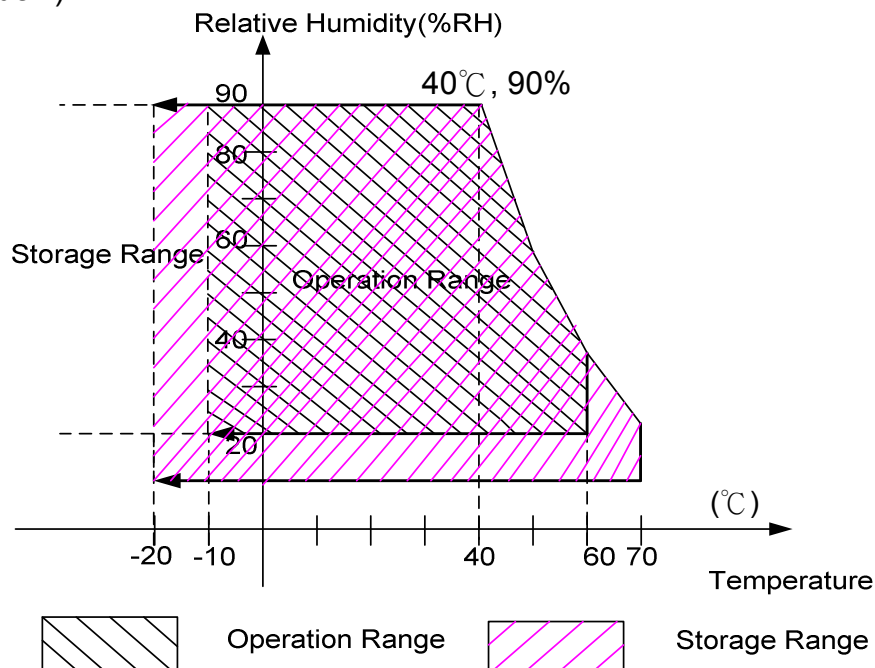 Relative Humidity(%RH)
40℃, 90%
90
80
Storage Range
60
Operation Range
40
20
(℃)
-20 -10 40 60 70
Temperature
Operation Range
Storage Range